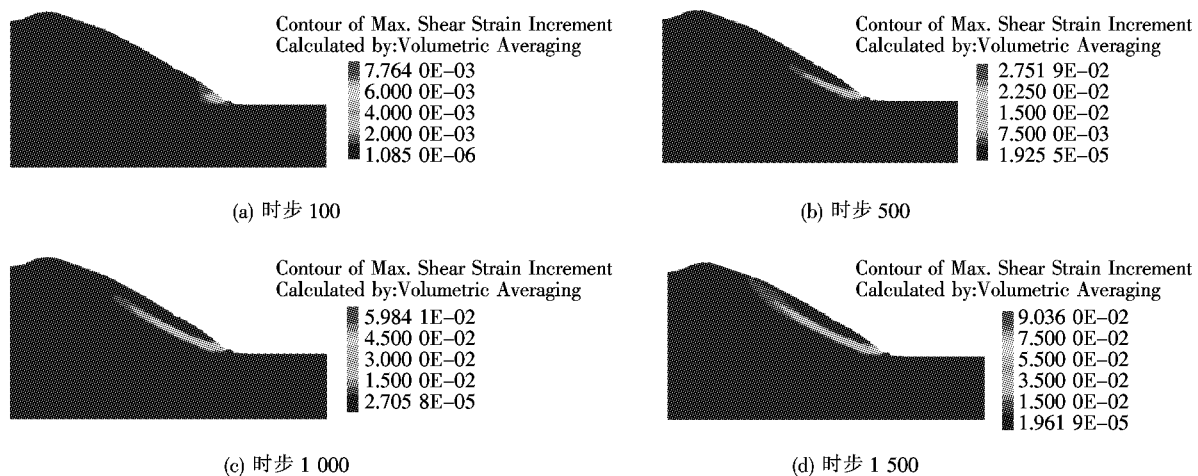 Contour of Max. Shear Strain Increment
Calculated by:Volumetric Averaging
7.764 0E−03
6.000 0E−03
4.000 0E−03
2.000 0E−03
1.085 0E−06
(a) 时步 100
Contour of Max. Shear Strain Increment
Calculated by:Volumetric Averaging
2.751 9E−02
2.250 0E−02
1.500 0E−02
7.500 0E−03
1.925 5E−05
(b) 时步 500
Contour of Max. Shear Strain Increment
Calculated by:Volumetric Averaging
5.984 1E−02
4.500 0E−02
3.000 0E−02
1.500 0E−02
2.705 8E−05
(c) 时步 1 000
Contour of Max. Shear Strain Increment
Calculated by:Volumetric Averaging
9.036 0E−02
7.500 0E−02
5.500 0E−02
3.500 0E−02
1.500 0E−02
1.961 9E−05
(d) 时步 1 500